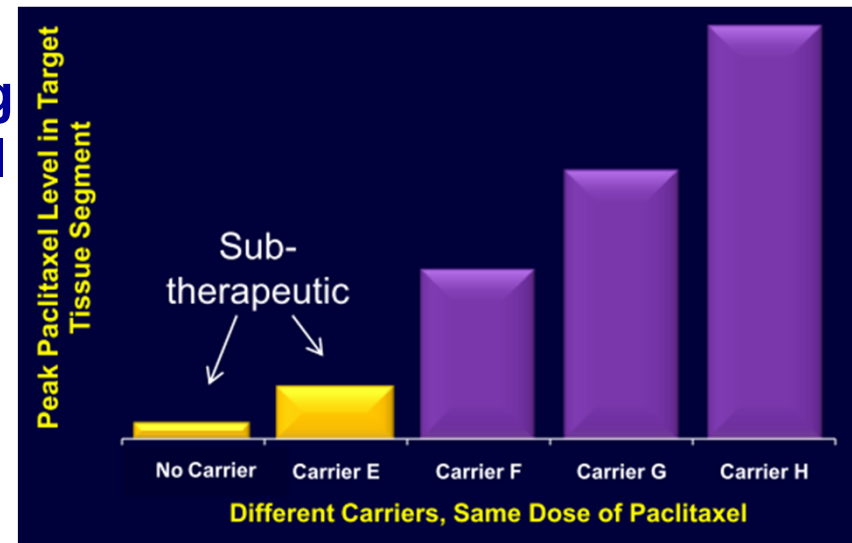 Peak Paclitaxel Level in Target
Tissue Segment
Sub-
therapeutic
No Carrier
Carrier E
Carrier F
Carrier G
Carrier H
Different Carriers, Same Dose of Paclitaxel